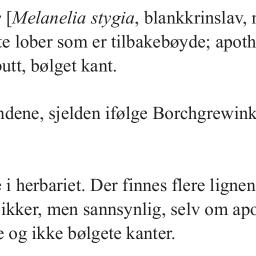 [Melanelia stygia, blankkrinslav,
lober som er tilbakebøyde; apoth
butt, bølget kant.
ndene, sjelden ifølge Borchgrewink
i herbariet. Der finnes flere lignen
ikker, men sannsynlig, selv om apo
og ikke bølgete kanter.